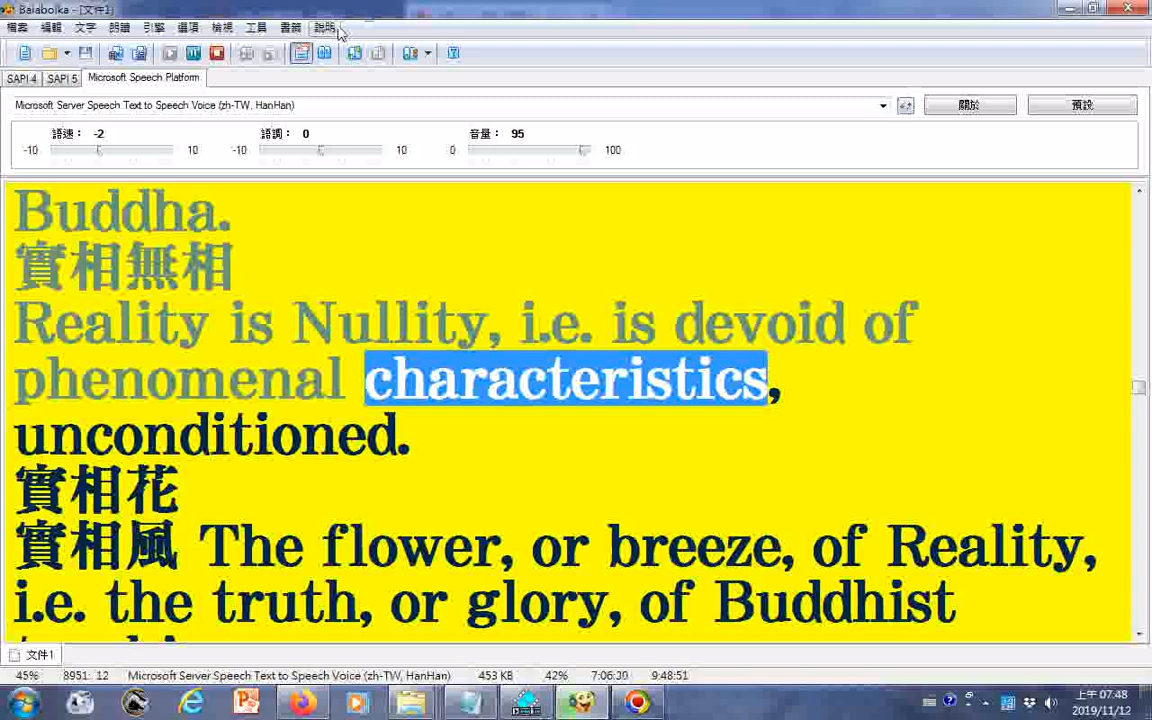 Balabolka - [文件1]
檔案 編輯 文字 朗讀 引擎 選項 檢視 工具 書籤 說明
SAPI 4 SAPI 5 Microsoft Speech Platform
Microsoft Server Speech Text to Speech Voice (zh-TW, HanHan) 關於 預設
語速： -2 語調： 0 音量： 95
-10 10 -10 10 0 100
Buddha.
實相無相
Reality is Nullity, i.e. is devoid of
phenomenal characteristics,
unconditioned.
實相花
實相風 The flower, or breeze, of Reality,
i.e. the truth, or glory, of Buddhist
文件1
45% 8951: 12 Microsoft Server Speech Text to Speech Voice (zh-TW, HanHan) 453 KB 42% 7:06:30 9:48:51
上午 07:48
2019/11/12